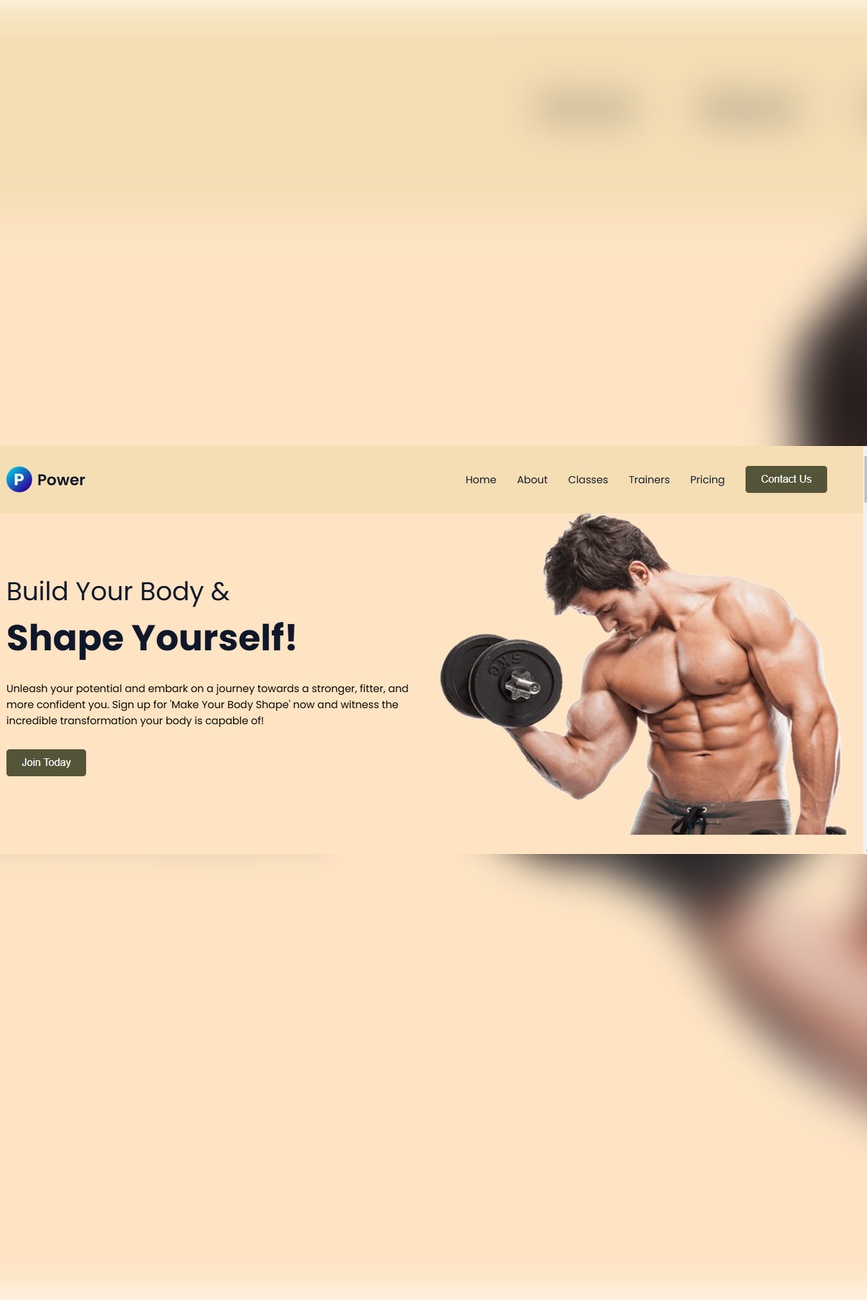 P Power
Home About Classes Trainers Pricing Contact Us
Build Your Body &
Shape Yourself!
Unleash your potential and embark on a journey towards a stronger, fitter, and
more confident you. Sign up for 'Make Your Body Shape' now and witness the
incredible transformation your body is capable of!
Join Today
5KG